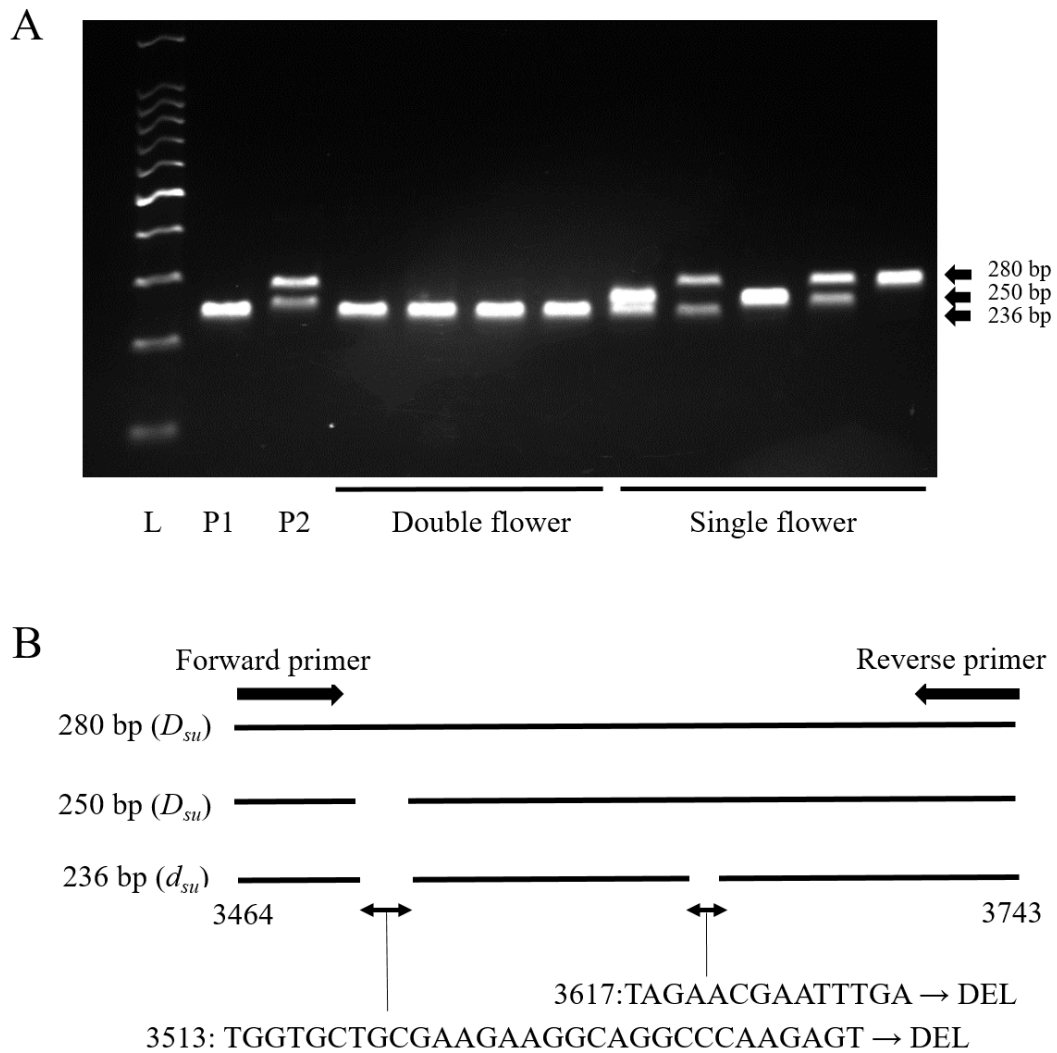 A
280 bp
250 bp
236 bp
L P1 P2 Double flower Single flower
B
Forward primer Reverse primer
280 bp (Dsu)
250 bp (Dsu)
236 bp (dsu)
3464 3743
3617:TAGAACGAATTTGA → DEL
3513: TGGTGCTGCGAAGAAGGCAGGCCCAAGAGT → DEL